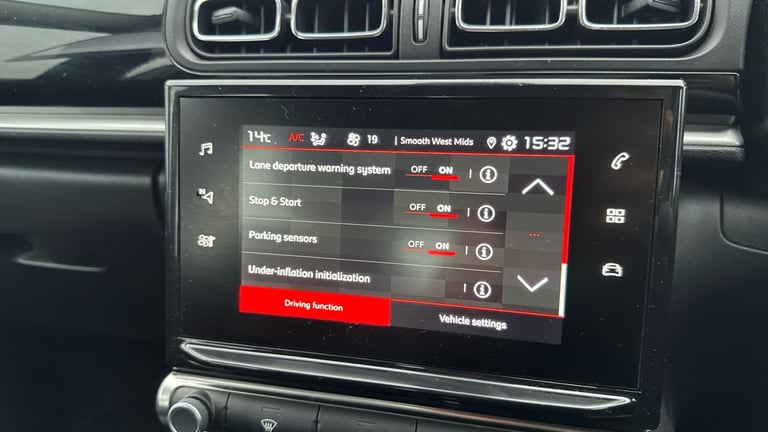 14°C A/C 19 | Smooth West Mids 15:32
Lane departure warning system OFF ON
Stop & Start OFF ON
Parking sensors OFF ON
Under-inflation initialization
Driving function Vehicle settings
N